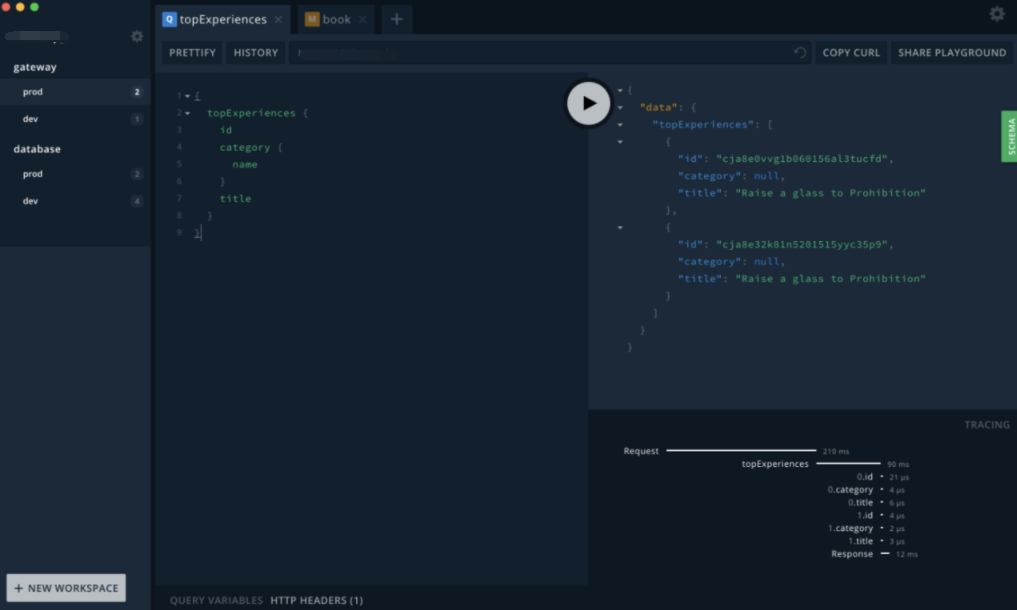 Q topExperiences ×
M book ×
+
PRETTIFY HISTORY
COPY CURL SHARE PLAYGROUND
gateway
prod 2
dev 1
database
prod 2
dev 4
+ NEW WORKSPACE
1 {
2 topExperiences {
3 id
4 category {
5 name
6 }
7 title
8 }
9 }
{
"data": {
"topExperiences": [
{
"id": "cja8e0vvg1b060156al3tucfd",
"category": null,
"title": "Raise a glass to Prohibition"
},
{
"id": "cja8e32k81n5201515yyc35p9",
"category": null,
"title": "Raise a glass to Prohibition"
}
]
}
}
SCHEMA
TRACING
Request 210 ms
topExperiences 90 ms
0.id 21 µs
0.category 4 µs
0.title 6 µs
1.id 4 µs
1.category 2 µs
1.title 3 µs
Response 12 ms
QUERY VARIABLES HTTP HEADERS (1)